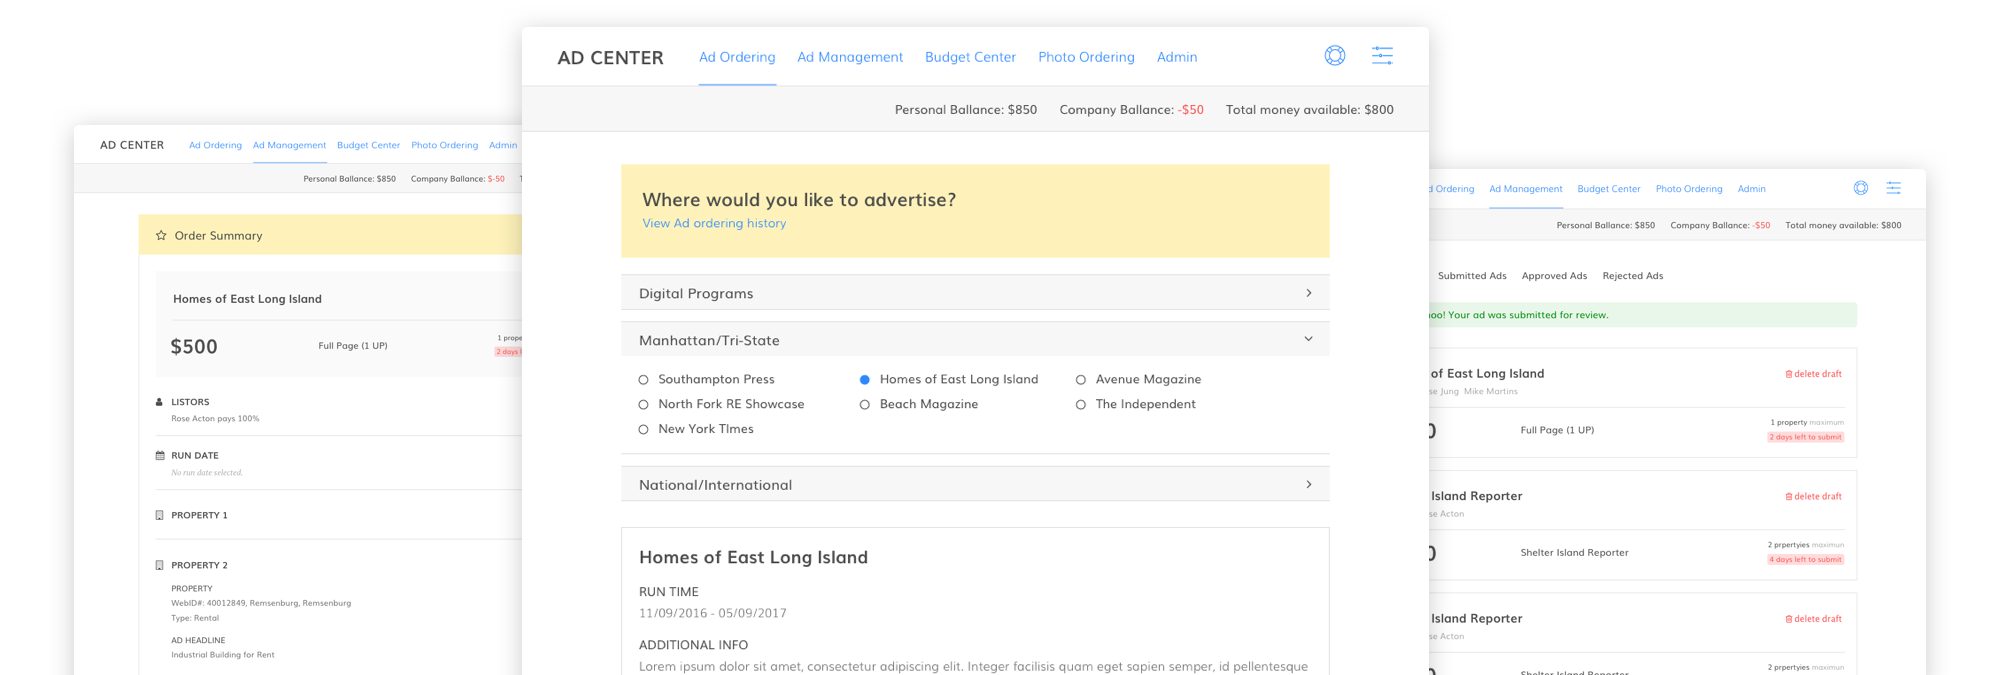 AD CENTER Ad Ordering Ad Management Budget Center Photo Ordering Admin
Personal Ballance: $850 Company Ballance: $-50
Order Summary
Homes of East Long Island
$500 Full Page (1 UP) 1
2 days
LISTORS
Rose Acton pays 100%
RUN DATE
No run date selected.
PROPERTY 1
PROPERTY 2
PROPERTY
WebID#: 40012849, Remsenburg, Remsenburg
Type: Rental
AD HEADLINE
Industrial Building for Rent
AD CENTER Ad Ordering Ad Management Budget Center Photo Ordering Admin
Personal Ballance: $850 Company Ballance: -$50 Total money available: $800
Where would you like to advertise?
View Ad ordering history
Digital Programs
Manhattan/Tri-State
Southampton Press Homes of East Long Island Avenue Magazine
North Fork RE Showcase Beach Magazine The Independent
New York TImes
National/International
Homes of East Long Island
RUN TIME
11/09/2016 - 05/09/2017
ADDITIONAL INFO
Lorem ipsum dolor sit amet, consectetur adipiscing elit. Integer facilisis quam eget sapien semper, id pellentesque
Ordering Ad Management Budget Center Photo Ordering Admin
Personal Ballance: $850 Company Ballance: -$50 Total money available: $800
Submitted Ads Approved Ads Rejected Ads
Your ad was submitted for review.
of East Long Island delete draft
Jung Mike Martins
Full Page (1 UP) 1 property maximum
2 days left to submit
Island Reporter delete draft
Acton
Shelter Island Reporter 2 prpertyies maximun
4 days left to submit
Island Reporter delete draft
Acton
Shelter Island Reporter 2 prpertyies maximun